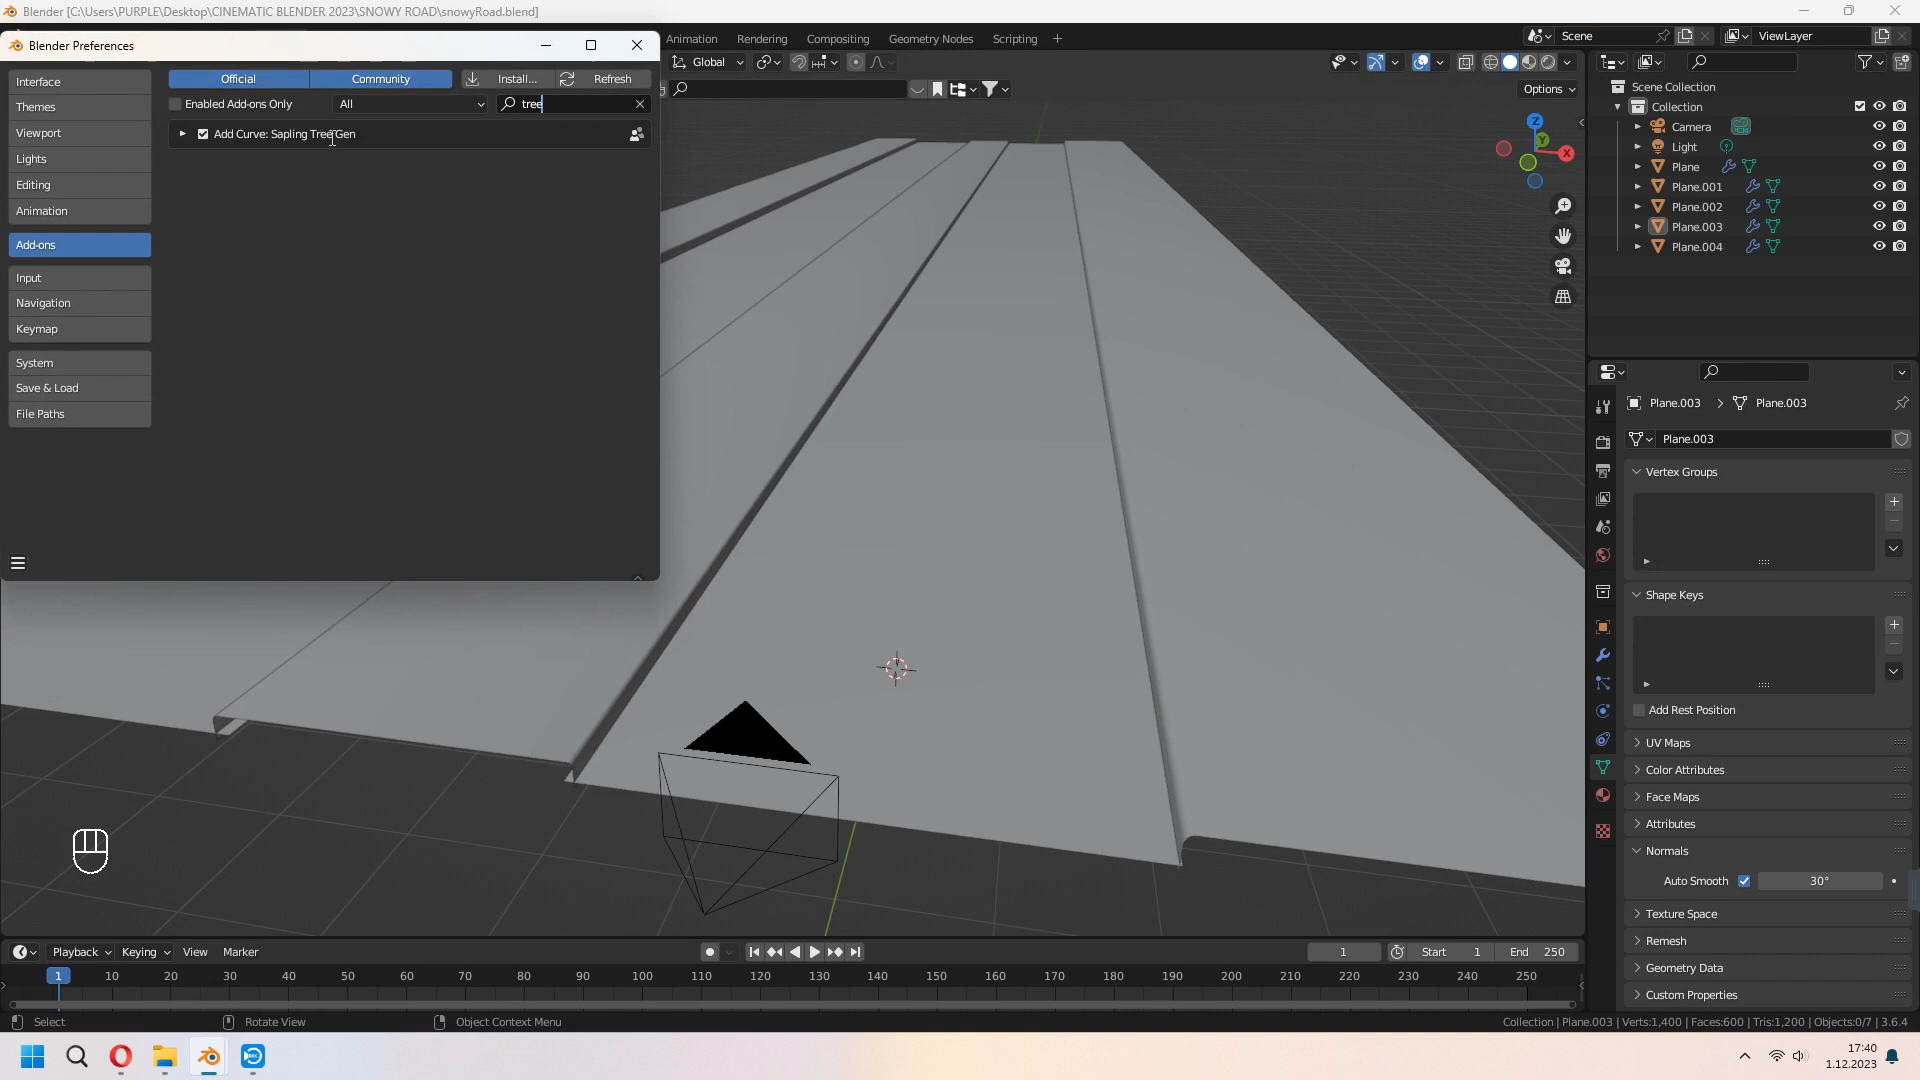 Blender [C:\Users\PURPLE\Desktop\CINEMATIC BLENDER 2023\SNOWY ROAD\snowyRoad.blend]
Blender Preferences
Animation Rendering Compositing Geometry Nodes Scripting +
Scene
ViewLayer
Interface
Themes
Viewport
Lights
Editing
Animation
Add-ons
Input
Navigation
Keymap
System
Save & Load
File Paths
Official Community Install... Refresh
Enabled Add-ons Only All tree
Add Curve: Sapling Tree Gen
Global
Options
Z
Y
X
Scene Collection
Collection
Camera
Light
Plane
Plane.001
Plane.002
Plane.003
Plane.004
Plane.003 > Plane.003
Plane.003
Vertex Groups
Shape Keys
Add Rest Position
UV Maps
Color Attributes
Face Maps
Attributes
Normals
Auto Smooth 30°
Texture Space
Remesh
Geometry Data
Custom Properties
Playback Keying View Marker
1 Start 1 End 250
1 10 20 30 40 50 60 70 80 90 100 110 120 130 140 150 160 170 180 190 200 210 220 230 240 250
Select Rotate View Object Context Menu
Collection | Plane.003 | Verts:1,400 | Faces:600 | Tris:1,200 | Objects:0/7 | 3.6.4
17:40
1.12.2023